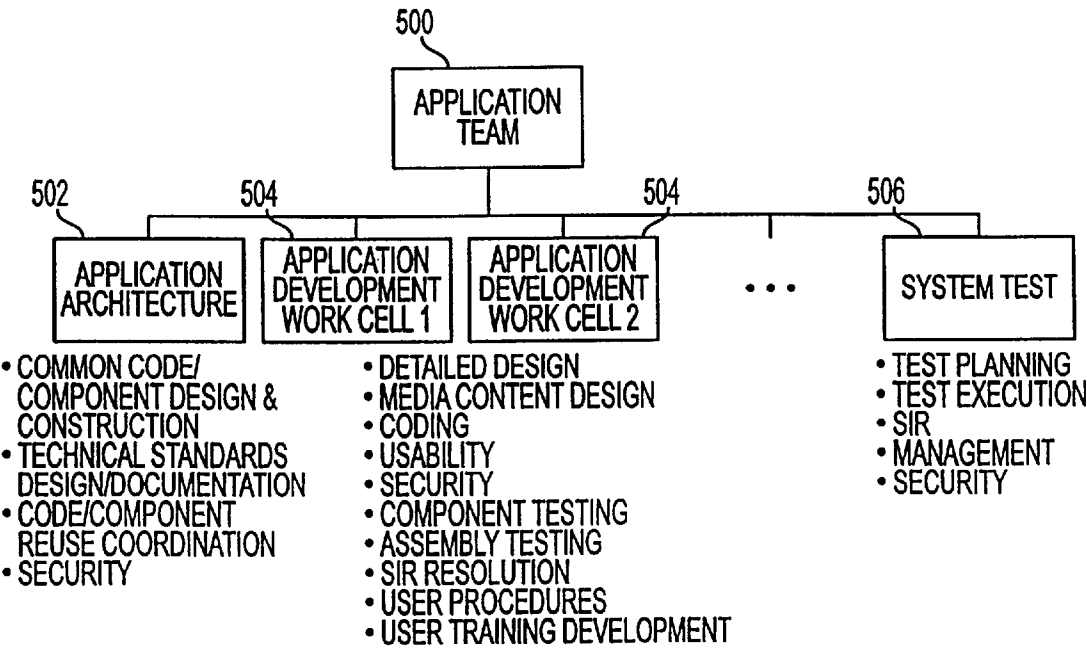 500
APPLICATION
TEAM
502
504
504
506
APPLICATION
ARCHITECTURE
APPLICATION
DEVELOPMENT
WORK CELL 1
APPLICATION
DEVELOPMENT
WORK CELL 2
• • •
SYSTEM TEST
• COMMON CODE/
COMPONENT DESIGN &
CONSTRUCTION
• TECHNICAL STANDARDS
DESIGN/DOCUMENTATION
• CODE/COMPONENT
REUSE COORDINATION
• SECURITY
• DETAILED DESIGN
• MEDIA CONTENT DESIGN
• CODING
• USABILITY
• SECURITY
• COMPONENT TESTING
• ASSEMBLY TESTING
• SIR RESOLUTION
• USER PROCEDURES
• USER TRAINING DEVELOPMENT
• TEST PLANNING
• TEST EXECUTION
• SIR
• MANAGEMENT
• SECURITY